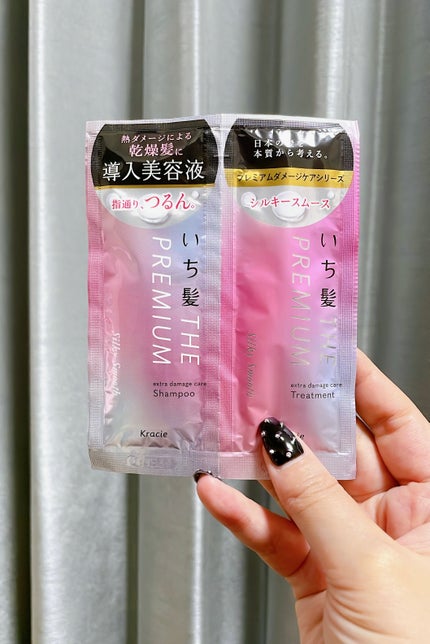 熱ダメージによる
乾燥髪に
導入美容液
指通り、つるん。
いち髪
THE
PREMIUM
Silky Smooth
extra damage care
Shampoo
Kracie
日本の
本質から考える。
プレミアムダメージケアシリーズ
シルキースムース
いち髪
THE
PREMIUM
Silky Smooth
extra damage care
Treatment